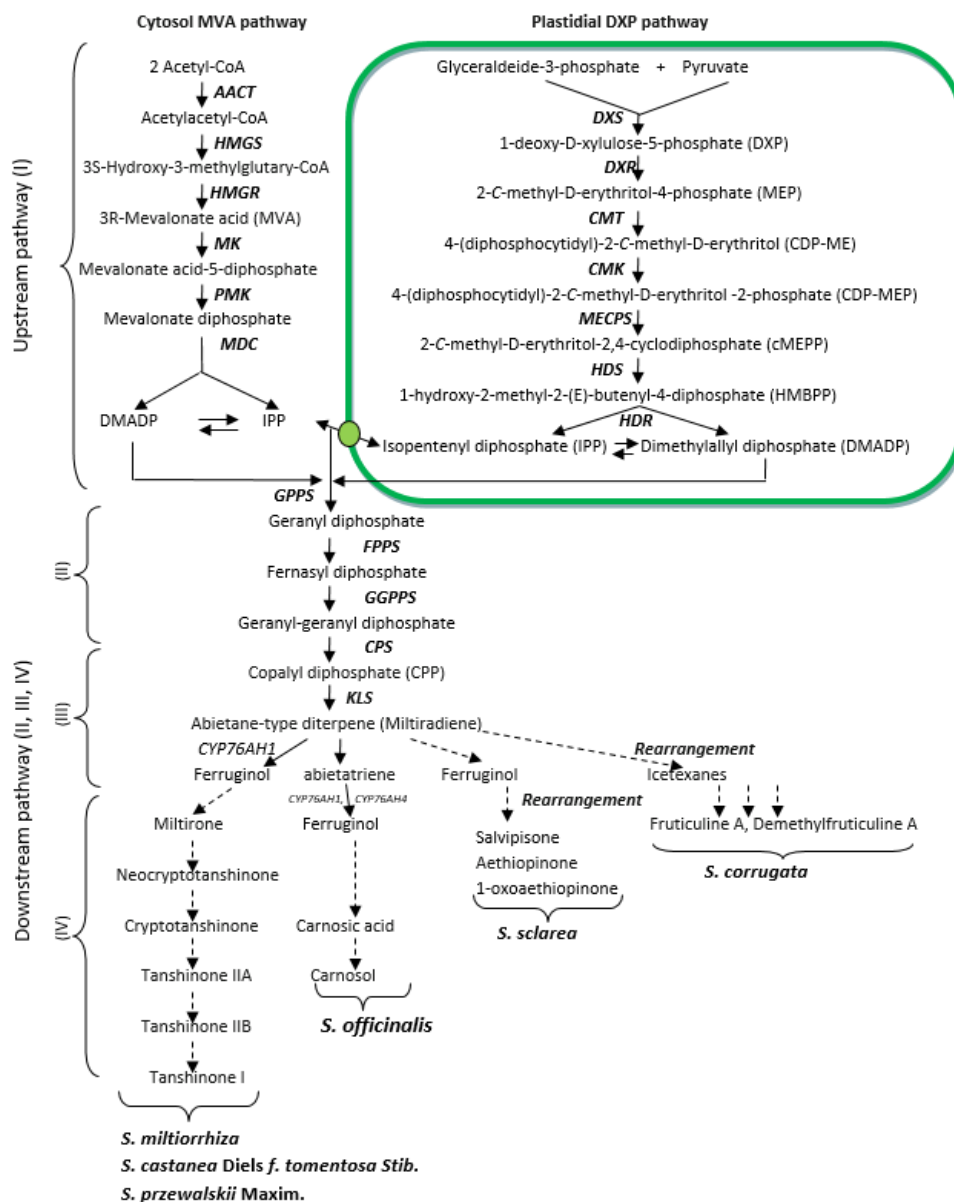 Cytosol MVA pathway
Plastidial DXP pathway
Upstream pathway (I)
2 Acetyl-CoA
AACT
Acetylacetyl-CoA
HMGS
3S-Hydroxy-3-methylglutary-CoA
HMGR
3R-Mevalonate acid (MVA)
MK
Mevalonate acid-5-diphosphate
PMK
Mevalonate diphosphate
MDC
DMADP
IPP
Glyceraldeide-3-phosphate + Pyruvate
DXS
1-deoxy-D-xylulose-5-phosphate (DXP)
DXR
2-C-methyl-D-erythritol-4-phosphate (MEP)
CMT
4-(diphosphocytidyl)-2-C-methyl-D-erythritol (CDP-ME)
CMK
4-(diphosphocytidyl)-2-C-methyl-D-erythritol -2-phosphate (CDP-MEP)
MECPS
2-C-methyl-D-erythritol-2,4-cyclodiphosphate (cMEPP)
HDS
1-hydroxy-2-methyl-2-(E)-butenyl-4-diphosphate (HMBPP)
HDR
Isopentenyl diphosphate (IPP)
Dimethylallyl diphosphate (DMADP)
Downstream pathway (II, III, IV)
(II)
GPPS
Geranyl diphosphate
FPPS
Fernasyl diphosphate
GGPPS
Geranyl-geranyl diphosphate
(III)
CPS
Copalyl diphosphate (CPP)
KLS
Abietane-type diterpene (Miltiradiene)
CYP76AH1
Rearrangement
Ferruginol
abietatriene
Ferruginol
Icetexanes
(IV)
CYP76AH1, CYP76AH4
Rearrangement
Miltirone
Neocryptotanshinone
Cryptotanshinone
Tanshinone IIA
Tanshinone IIB
Tanshinone I
S. miltiorrhiza
S. castanea Diels f. tomentosa Stib.
S. przewalskii Maxim.
Ferruginol
Carnosic acid
Carnosol
S. officinalis
Salvipisone
Aethiopinone
1-oxoaethiopinone
S. sclarea
Fruticuline A, Demethylfruticuline A
S. corrugata